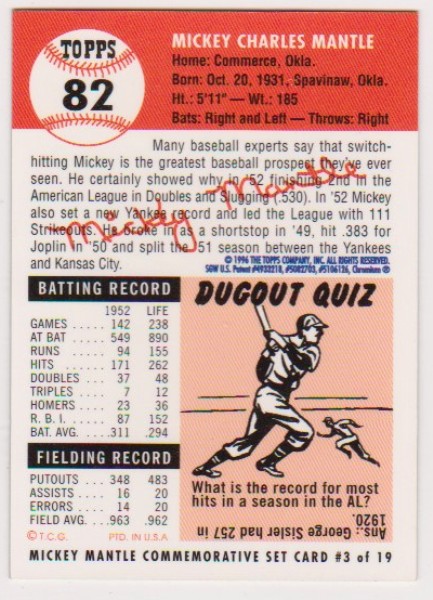 TOPPS
82
MICKEY CHARLES MANTLE
Home: Commerce, Okla.
Born: Oct. 20, 1931, Spavinaw, Okla.
Ht.: 5'11" — Wt.: 185
Bats: Right and Left — Throws: Right
Many baseball experts say that switch-
hitting Mickey is the greatest baseball prospect they've ever
seen. He certainly showed why in '52 finishing 2nd in the
American League in Doubles and Slugging (.530). In '52 Mickey
also set a new Yankee record and led the League with 111
Strikeouts. He broke in as a shortstop in '49, hit .383 for
Joplin in '50 and split the '51 season between the Yankees
and Kansas City.
Mickey Mantle
© 1996 THE TOPPS COMPANY, INC. ALL RIGHTS RESERVED.
SGW U.S. Patent #4933218, #5082703, #5106126, Chromium ®
BATTING RECORD
1952 LIFE
GAMES .... 142 238
AT BAT .... 549 890
RUNS .... 94 155
HITS .... 171 262
DOUBLES .. 37 48
TRIPLES ... 7 12
HOMERS .. 23 36
R. B. I. .... 87 152
BAT. AVG. . .311 .294
FIELDING RECORD
PUTOUTS .. 348 483
ASSISTS ... 16 20
ERRORS ... 14 20
FIELD AVG. .963 .962
© T.C.G. PTD. IN U.S.A.
DUGOUT QUIZ
What is the record for most
hits in a season in the AL?
Ans.: George Sisler had 257 in
1920.
MICKEY MANTLE COMMEMORATIVE SET CARD #3 of 19